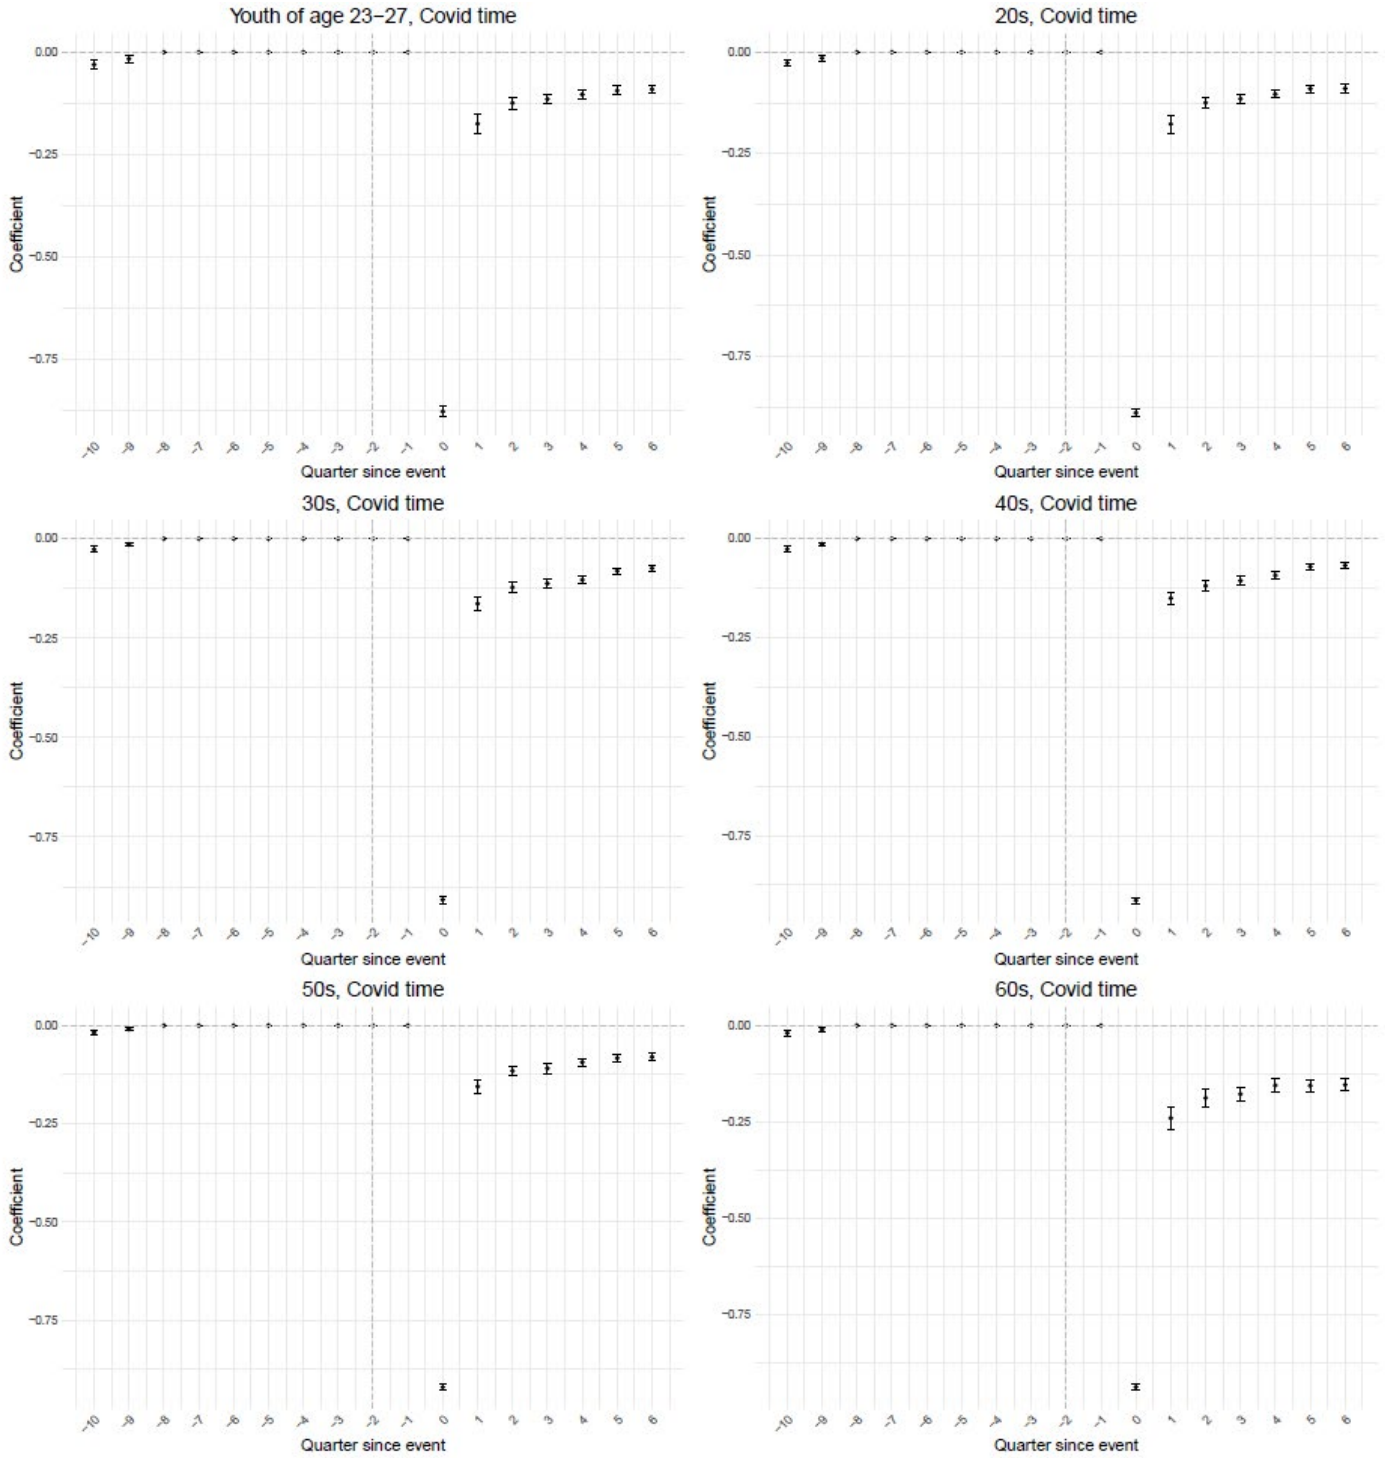 Youth of age 23−27, Covid time
0.00
−0.25
−0.50
−0.75
Coefficient
−10 −9 −8 −7 −6 −5 −4 −3 −2 −1 0 1 2 3 4 5 6
Quarter since event
20s, Covid time
0.00
−0.25
−0.50
−0.75
Coefficient
−10 −9 −8 −7 −6 −5 −4 −3 −2 −1 0 1 2 3 4 5 6
Quarter since event
30s, Covid time
0.00
−0.25
−0.50
−0.75
Coefficient
−10 −9 −8 −7 −6 −5 −4 −3 −2 −1 0 1 2 3 4 5 6
Quarter since event
40s, Covid time
0.00
−0.25
−0.50
−0.75
Coefficient
−10 −9 −8 −7 −6 −5 −4 −3 −2 −1 0 1 2 3 4 5 6
Quarter since event
50s, Covid time
0.00
−0.25
−0.50
−0.75
Coefficient
−10 −9 −8 −7 −6 −5 −4 −3 −2 −1 0 1 2 3 4 5 6
Quarter since event
60s, Covid time
0.00
−0.25
−0.50
−0.75
Coefficient
−10 −9 −8 −7 −6 −5 −4 −3 −2 −1 0 1 2 3 4 5 6
Quarter since event